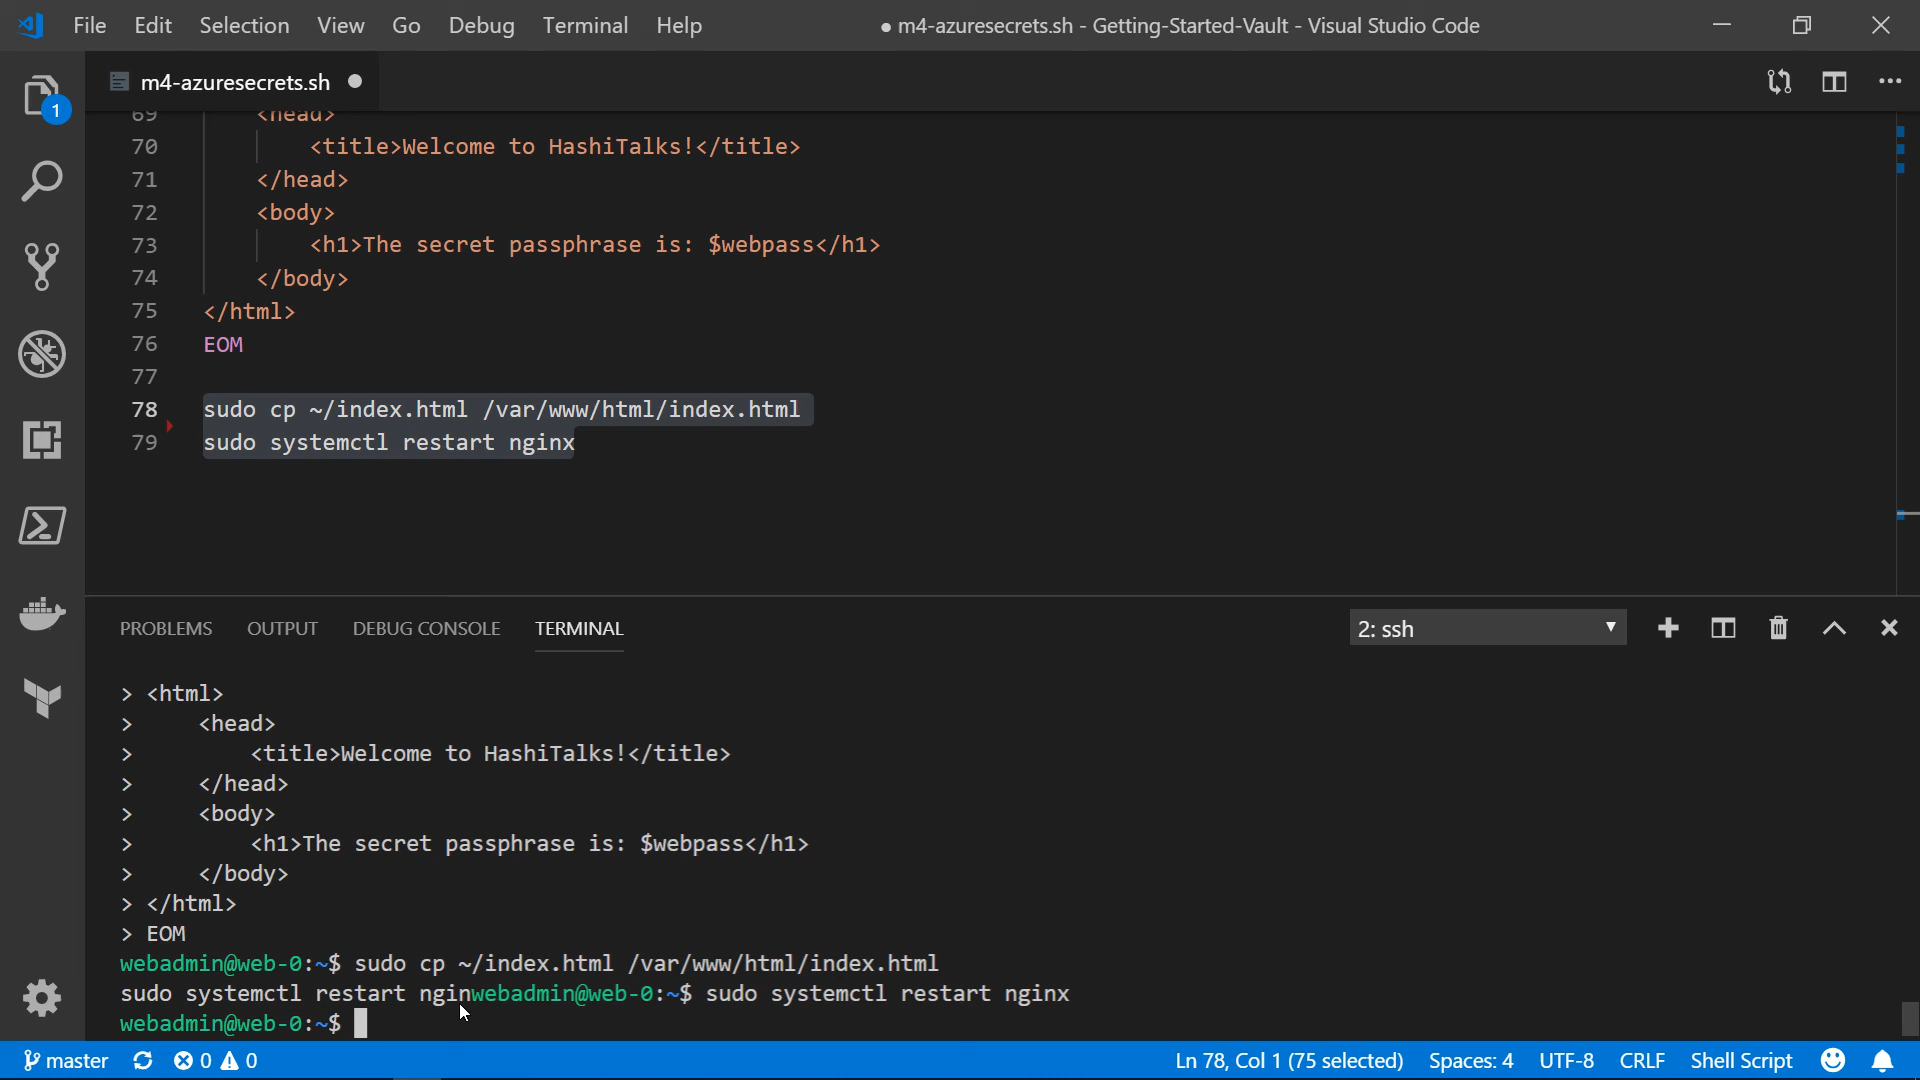 File Edit Selection View Go Debug Terminal Help
● m4-azuresecrets.sh - Getting-Started-Vault - Visual Studio Code
1
m4-azuresecrets.sh
69 <head>
70 <title>Welcome to HashiTalks!</title>
71 </head>
72 <body>
73 <h1>The secret passphrase is: $webpass</h1>
74 </body>
75 </html>
76 EOM
77
78 sudo cp ~/index.html /var/www/html/index.html
79 sudo systemctl restart nginx
PROBLEMS OUTPUT DEBUG CONSOLE TERMINAL
2: ssh
> <html>
> <head>
> <title>Welcome to HashiTalks!</title>
> </head>
> <body>
> <h1>The secret passphrase is: $webpass</h1>
> </body>
> </html>
> EOM
webadmin@web-0:~$ sudo cp ~/index.html /var/www/html/index.html
sudo systemctl restart nginwebadmin@web-0:~$ sudo systemctl restart nginx
webadmin@web-0:~$
master 0 0 Ln 78, Col 1 (75 selected) Spaces: 4 UTF-8 CRLF Shell Script